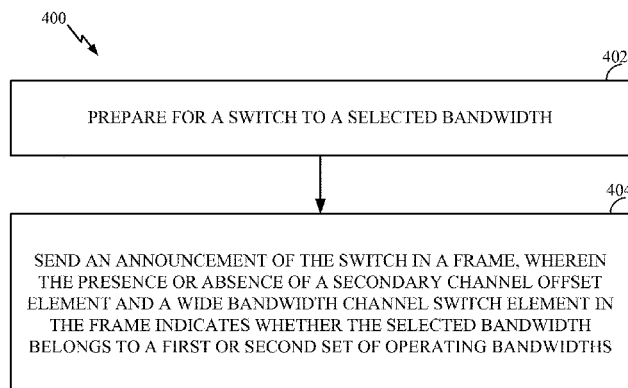 400
402
PREPARE FOR A SWITCH TO A SELECTED BANDWIDTH
404
SEND AN ANNOUNCEMENT OF THE SWITCH IN A FRAME, WHEREIN
THE PRESENCE OR ABSENCE OF A SECONDARY CHANNEL OFFSET
ELEMENT AND A WIDE BANDWIDTH CHANNEL SWITCH ELEMENT IN
THE FRAME INDICATES WHETHER THE SELECTED BANDWIDTH
BELONGS TO A FIRST OR SECOND SET OF OPERATING BANDWIDTHS